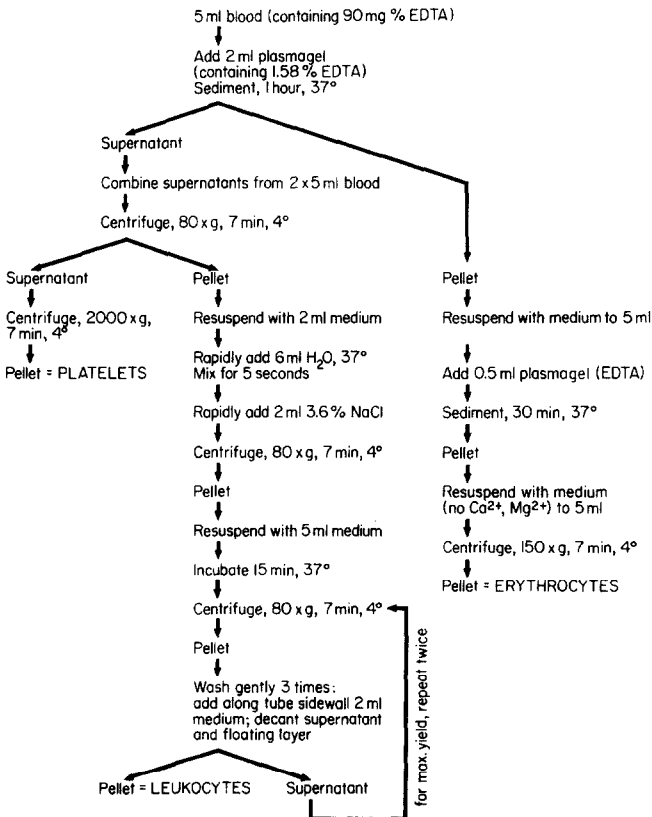 5 ml blood (containing 90 mg % EDTA)
Add 2 ml plasmagel
(containing 1.58 % EDTA)
Sediment, 1 hour, 37°
Supernatant
Combine supernatants from 2 x 5 ml blood
Centrifuge, 80 x g, 7 min, 4°
Supernatant
Centrifuge, 2000 x g,
7 min, 4°
Pellet = PLATELETS
Pellet
Resuspend with 2 ml medium
Rapidly add 6 ml H₂O, 37°
Mix for 5 seconds
Rapidly add 2 ml 3.6 % NaCl
Centrifuge, 80 x g, 7 min, 4°
Pellet
Resuspend with 5 ml medium
Incubate 15 min, 37°
Centrifuge, 80 x g, 7 min, 4°
Pellet
Wash gently 3 times:
add along tube sidewall 2 ml
medium; decant supernatant
and floating layer
Pellet = LEUKOCYTES
Supernatant
for max. yield, repeat twice
Pellet
Resuspend with medium to 5 ml
Add 0.5 ml plasmagel (EDTA)
Sediment, 30 min, 37°
Pellet
Resuspend with medium
(no Ca²⁺, Mg²⁺) to 5 ml
Centrifuge, 150 x g, 7 min, 4°
Pellet = ERYTHROCYTES